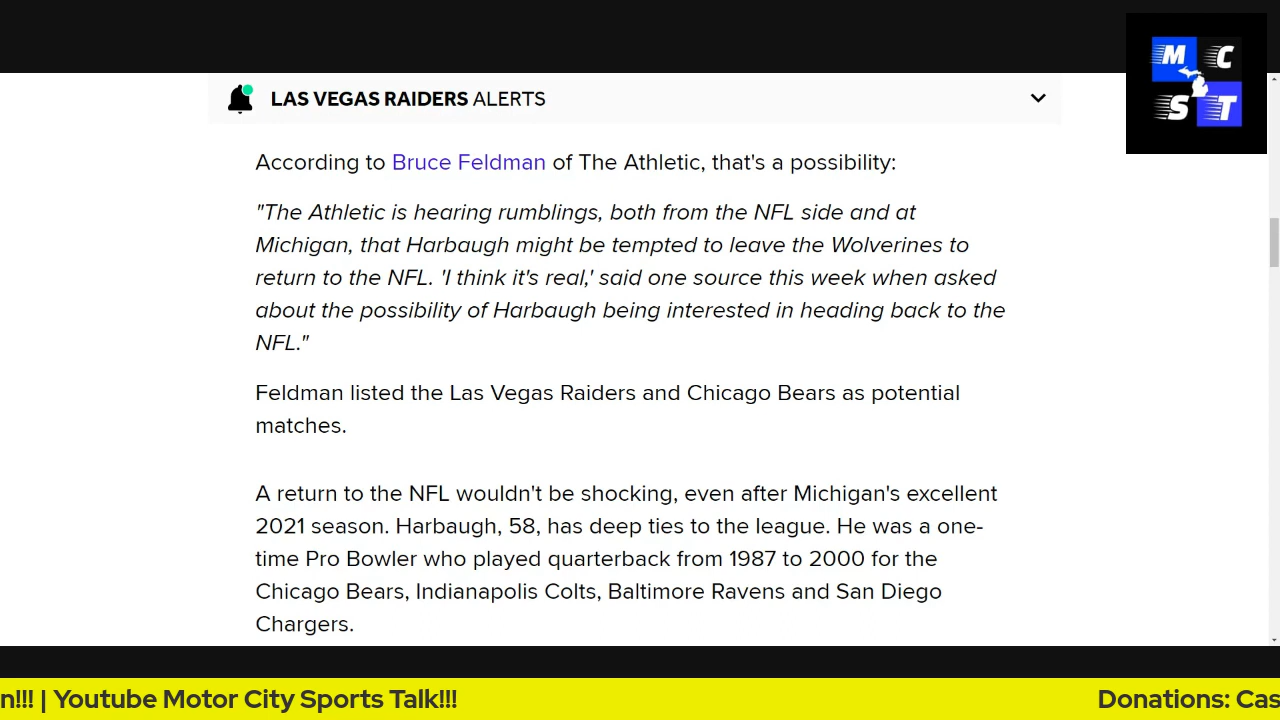 M C
S T
LAS VEGAS RAIDERS ALERTS
According to Bruce Feldman of The Athletic, that's a possibility:
"The Athletic is hearing rumblings, both from the NFL side and at
Michigan, that Harbaugh might be tempted to leave the Wolverines to
return to the NFL. 'I think it's real,' said one source this week when asked
about the possibility of Harbaugh being interested in heading back to the
NFL."
Feldman listed the Las Vegas Raiders and Chicago Bears as potential
matches.
A return to the NFL wouldn't be shocking, even after Michigan's excellent
2021 season. Harbaugh, 58, has deep ties to the league. He was a one-
time Pro Bowler who played quarterback from 1987 to 2000 for the
Chicago Bears, Indianapolis Colts, Baltimore Ravens and San Diego
Chargers.
n!!! | Youtube Motor City Sports Talk!!! Donations: Cas